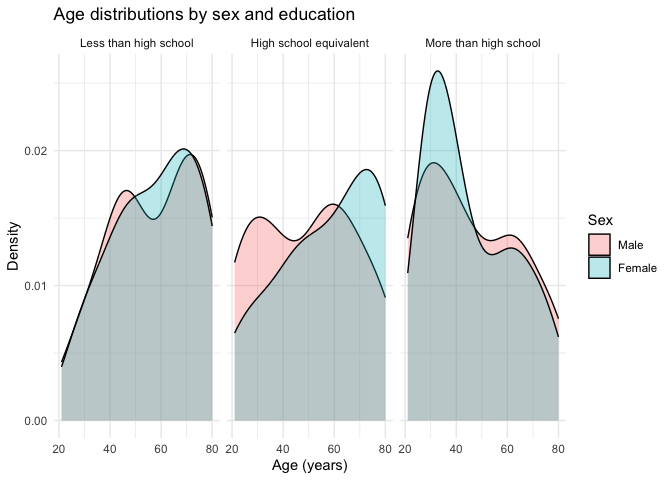 Age distributions by sex and education
Less than high school
High school equivalent
More than high school
Density
0.02
0.01
0.00
20 40 60 80
20 40 60 80
20 40 60 80
Age (years)
Sex
Male
Female